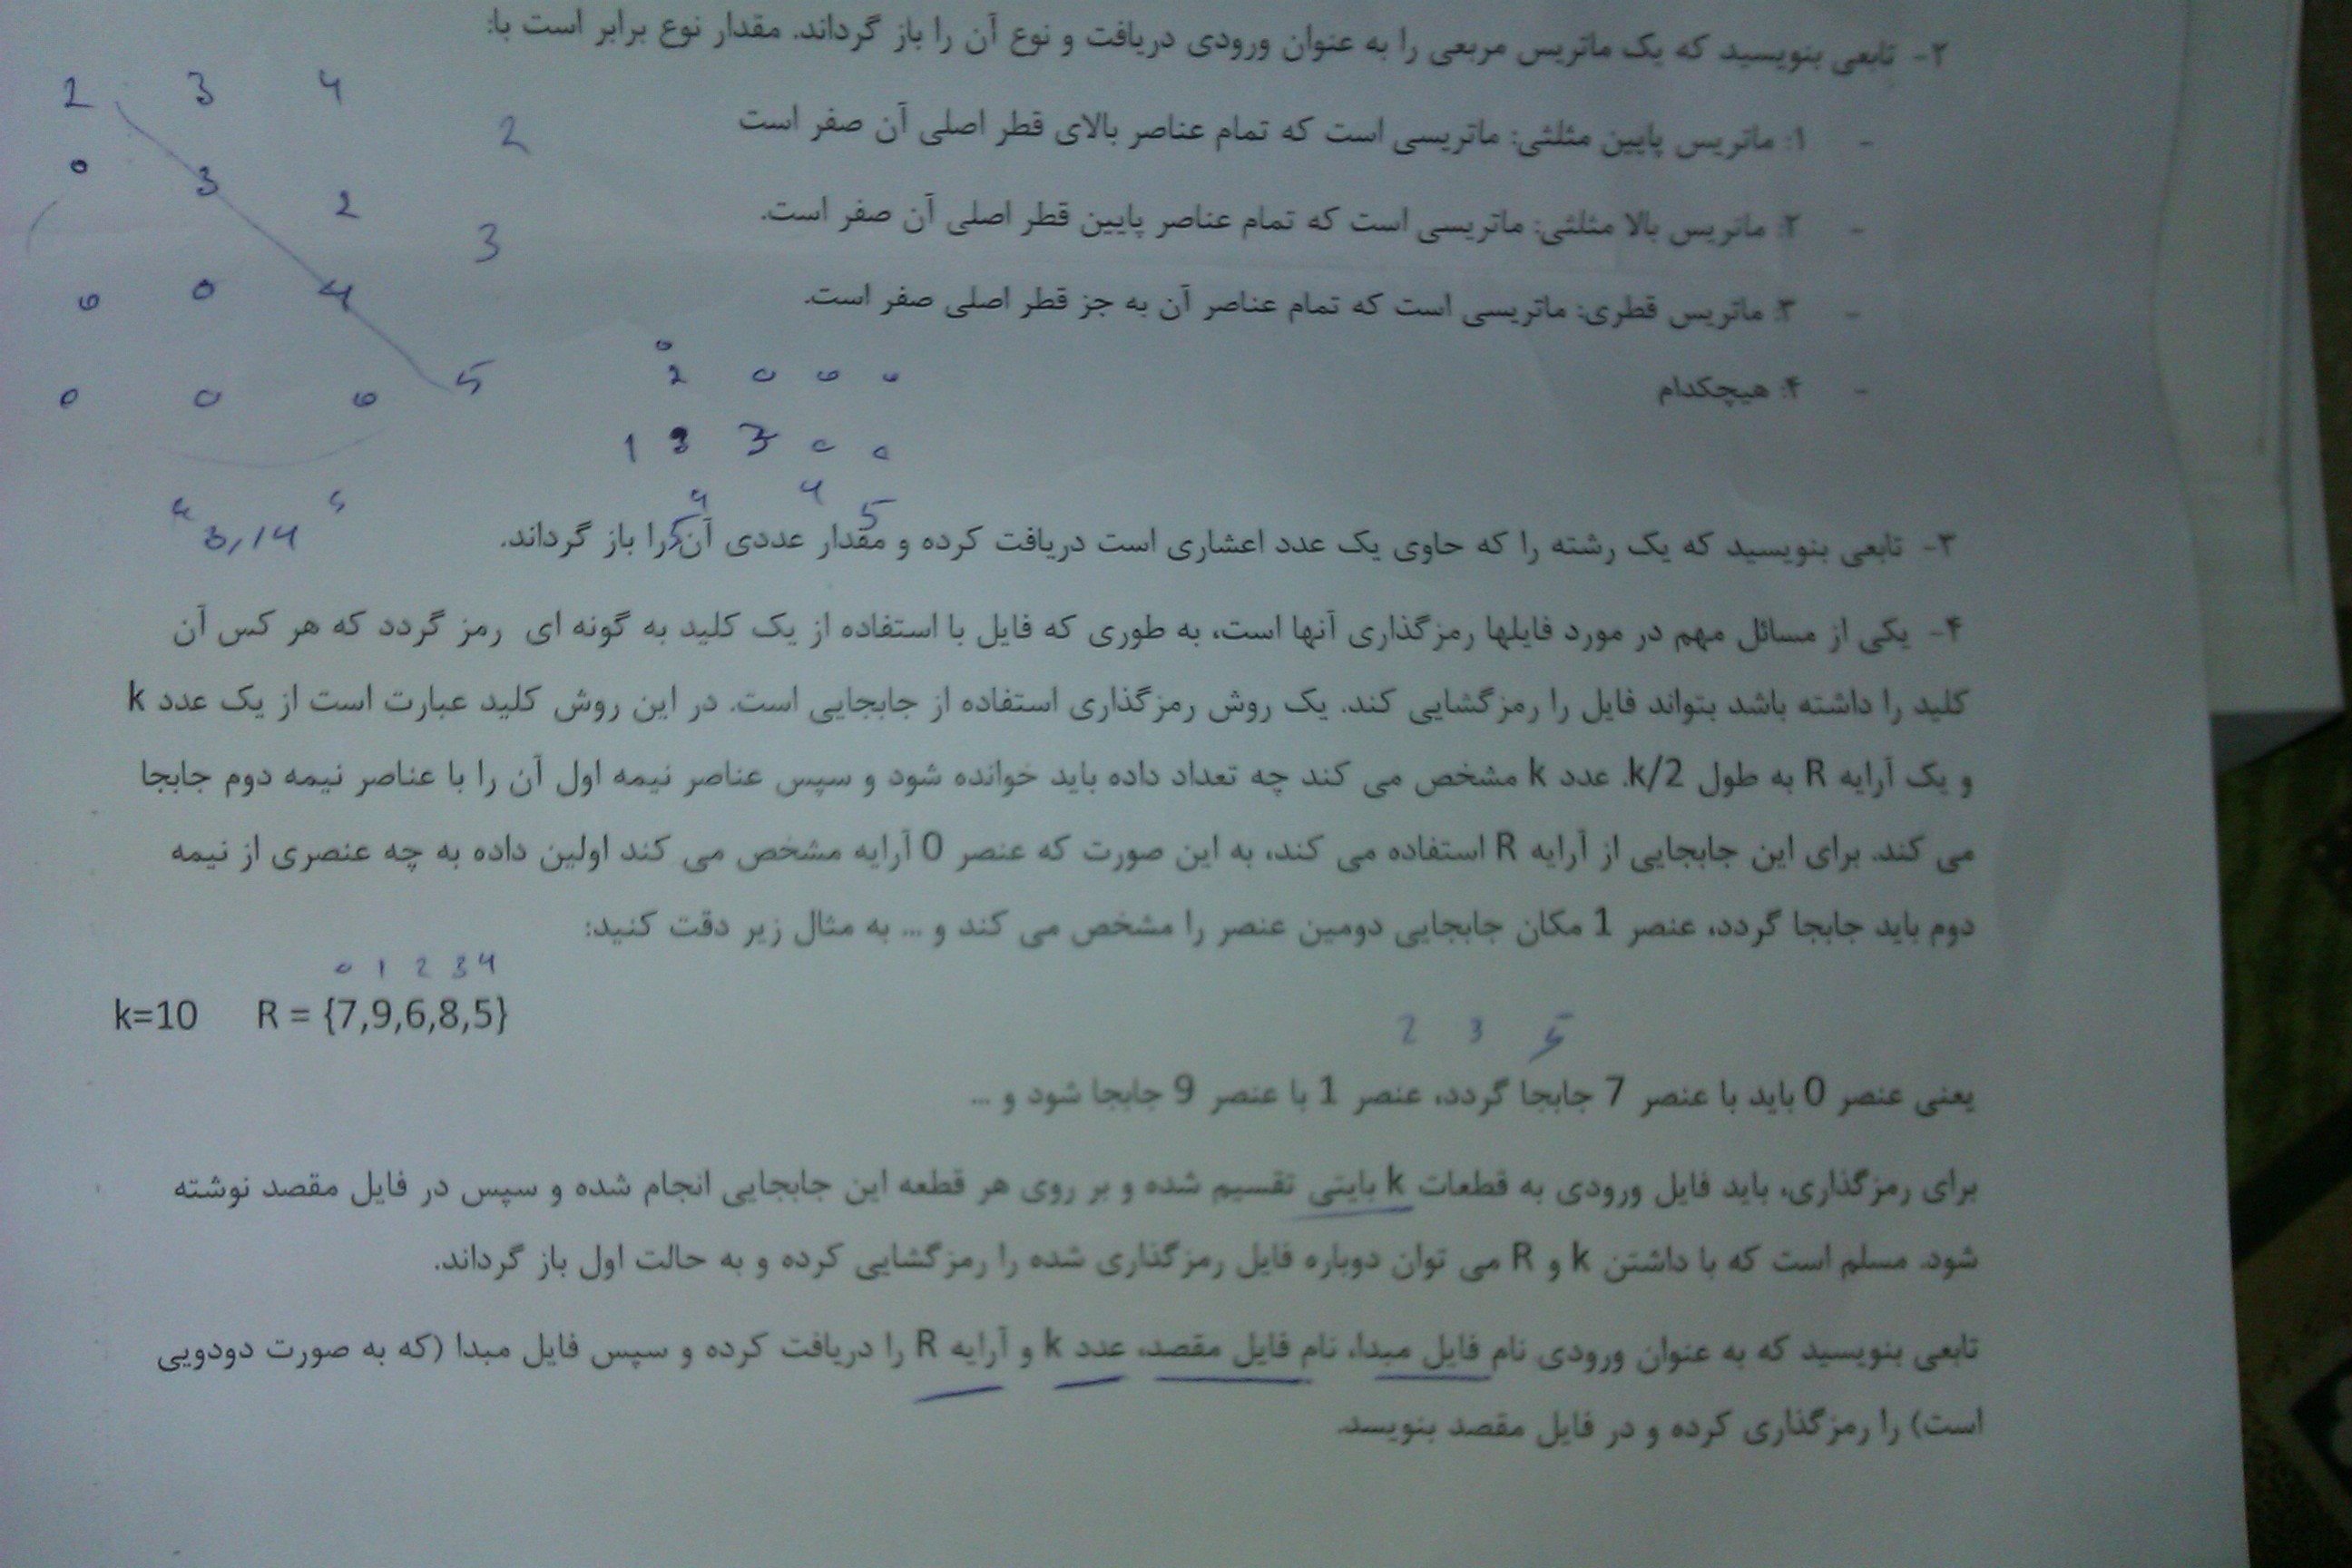 ۲- تابعی بنویسید که یک ماتریس مربعی را به عنوان ورودی دریافت و نوع آن را باز گرداند. مقدار نوع برابر است با:
2 3 4
- ۱: ماتریس پایین مثلثی: ماتریسی است که تمام عناصر بالای قطر اصلی آن صفر است
2
0 3 2
- ۲: ماتریس بالا مثلثی: ماتریسی است که تمام عناصر پایین قطر اصلی آن صفر است.
3
0 0 4
- ۳: ماتریس قطری: ماتریسی است که تمام عناصر آن به جز قطر اصلی صفر است.
0 0 0 5
2 0 0 0
- ۴: هیچکدام
1 3 3 0 0
4 4 5
"3,14"
۳- تابعی بنویسید که یک رشته را که حاوی یک عدد اعشاری است دریافت کرده و مقدار عددی آن را باز گرداند.
۴- یکی از مسائل مهم در مورد فایلها رمزگذاری آنها است، به طوری که فایل با استفاده از یک کلید به گونه ای رمز گردد که هر کس آن
کلید را داشته باشد بتواند فایل را رمزگشایی کند. یک روش رمزگذاری استفاده از جابجایی است. در این روش کلید عبارت است از یک عدد k
و یک آرایه R به طول k/2. عدد k مشخص می کند چه تعداد داده باید خوانده شود و سپس عناصر نیمه اول آن را با عناصر نیمه دوم جابجا
می کند. برای این جابجایی از آرایه R استفاده می کند، به این صورت که عنصر 0 آرایه مشخص می کند اولین داده به چه عنصری از نیمه
دوم باید جابجا گردد، عنصر 1 مکان جابجایی دومین عنصر را مشخص می کند و ... به مثال زیر دقت کنید:
0 1 2 3 4
k=10 R = {7,9,6,8,5}
2 3 5
یعنی عنصر 0 باید با عنصر 7 جابجا گردد، عنصر 1 با عنصر 9 جابجا شود و ...
برای رمزگذاری، باید فایل ورودی به قطعات k بایتی تقسیم شده و بر روی هر قطعه این جابجایی انجام شده و سپس در فایل مقصد نوشته
شود. مسلم است که با داشتن k و R می توان دوباره فایل رمزگذاری شده را رمزگشایی کرده و به حالت اول باز گرداند.
تابعی بنویسید که به عنوان ورودی نام فایل مبدا، نام فایل مقصد، عدد k و آرایه R را دریافت کرده و سپس فایل مبدا (که به صورت دودویی
است) را رمزگذاری کرده و در فایل مقصد بنویسد.